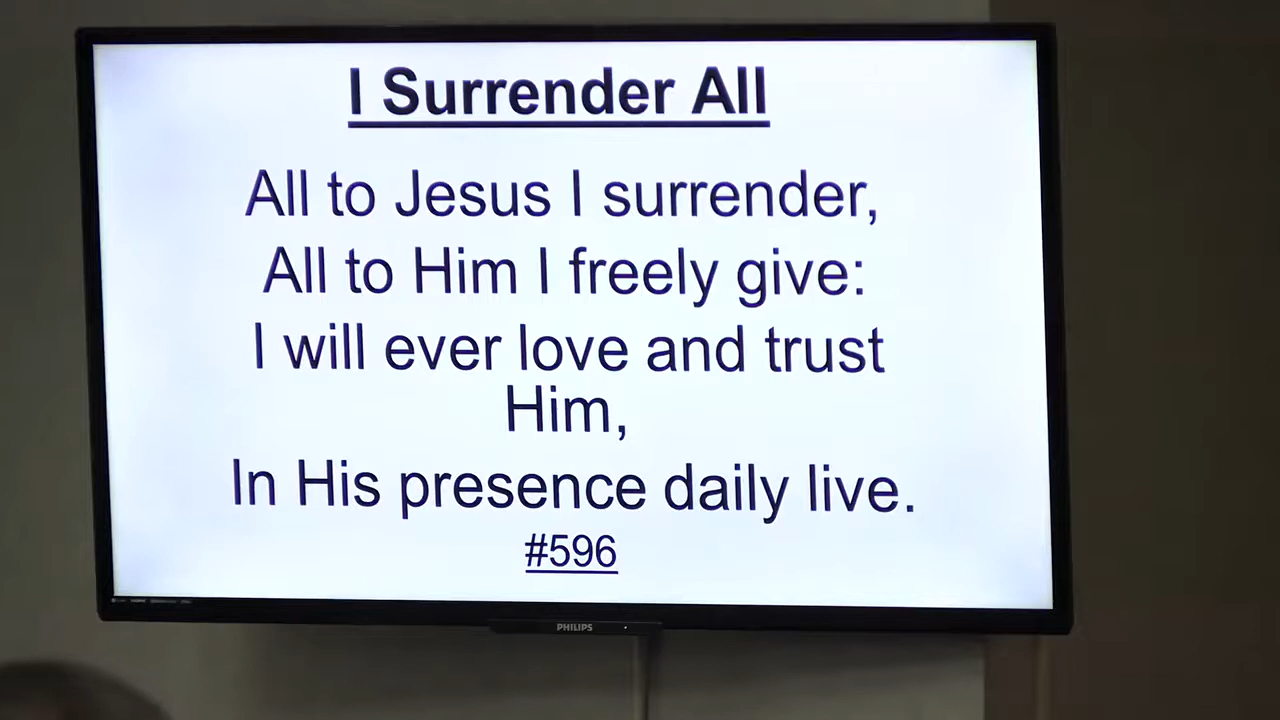 I Surrender All
All to Jesus I surrender,
All to Him I freely give:
I will ever love and trust
Him,
In His presence daily live.
#596
PHILIPS